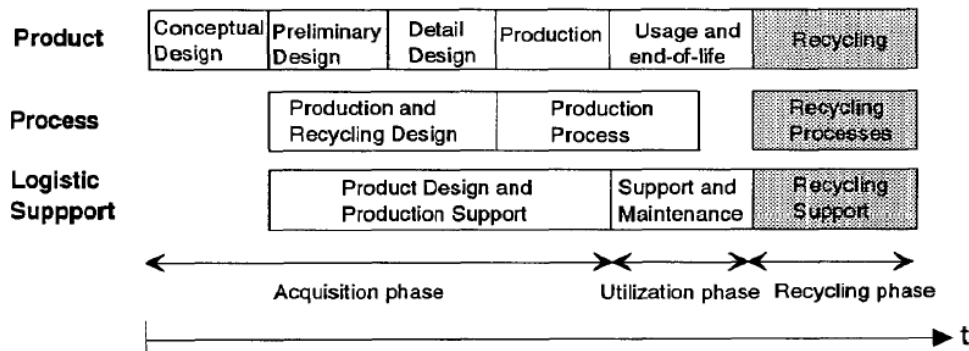 Product
Conceptual
Design
Preliminary
Design
Detail
Design
Production
Usage and
end-of-life
Recycling
Process
Production and
Recycling Design
Production
Process
Recycling
Processes
Logistic
Suppport
Product Design and
Production Support
Support and
Maintenance
Recycling
Support
Acquisition phase
Utilization phase
Recycling phase
t